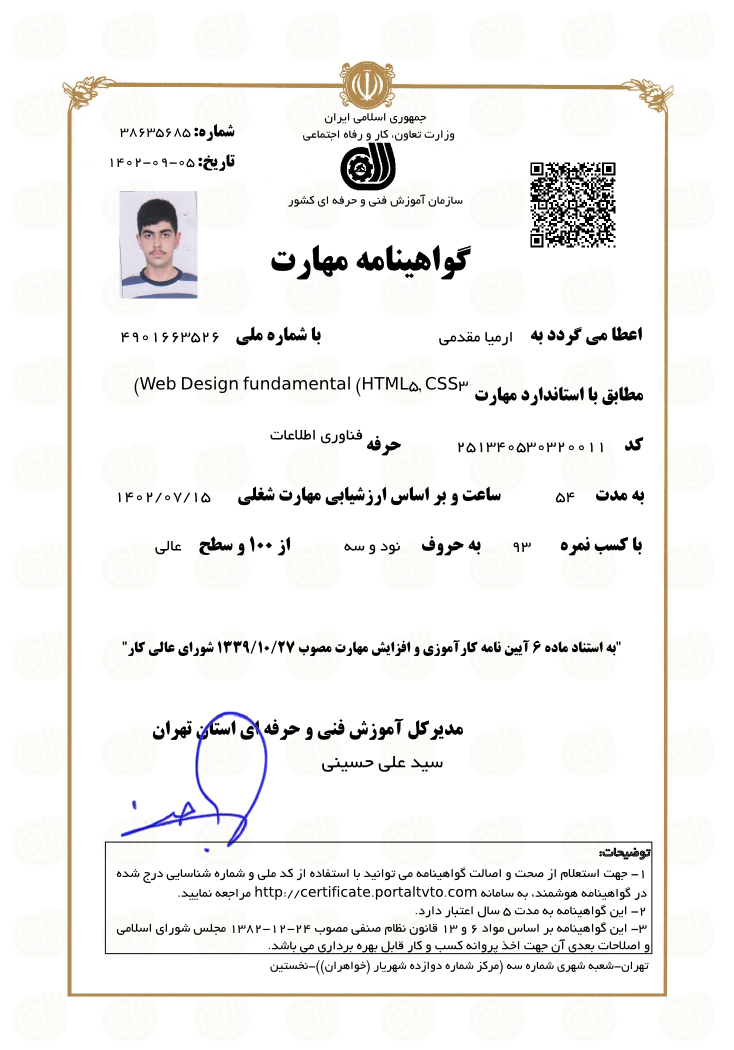 جمهوری اسلامی ایران
وزارت تعاون، کار و رفاه اجتماعی
سازمان آموزش فنی و حرفه ای کشور
شماره: ۳۸۶۳۵۶۸۵
تاریخ: ۱۴۰۲-۰۹-۰۵
گواهینامه مهارت
اعطا می گردد به ارمیا مقدمی با شماره ملی ۴۹۰۱۶۶۳۵۲۶
مطابق با استاندارد مهارت Web Design fundamental (HTML۵, CSS۳)
کد ۲۵۱۳۴۰۵۳۰۳۲۰۰۱۱ حرفه فناوری اطلاعات
به مدت ۵۴ ساعت و بر اساس ارزشیابی مهارت شغلی ۱۴۰۲/۰۷/۱۵
با کسب نمره ۹۳ به حروف نود و سه از ۱۰۰ و سطح عالی
"به استناد ماده ۶ آیین نامه کارآموزی و افزایش مهارت مصوب ۱۳۳۹/۱۰/۲۷ شورای عالی کار"
مدیرکل آموزش فنی و حرفه ای استان تهران
سید علی حسینی
توضیحات:
۱- جهت استعلام از صحت و اصالت گواهینامه می توانید با استفاده از کد ملی و شماره شناسایی درج شده
در گواهینامه هوشمند، به سامانه http://certificate.portaltvto.com مراجعه نمایید.
۲- این گواهینامه به مدت ۵ سال اعتبار دارد.
۳- این گواهینامه بر اساس مواد ۶ و ۱۳ قانون نظام صنفی مصوب ۲۴-۱۲-۱۳۸۲ مجلس شورای اسلامی
و اصلاحات بعدی آن جهت اخذ پروانه کسب و کار قابل بهره برداری می باشد.
تهران-شعبه شهری شماره سه (مرکز شماره دوازده شهریار (خواهران))-نخستین